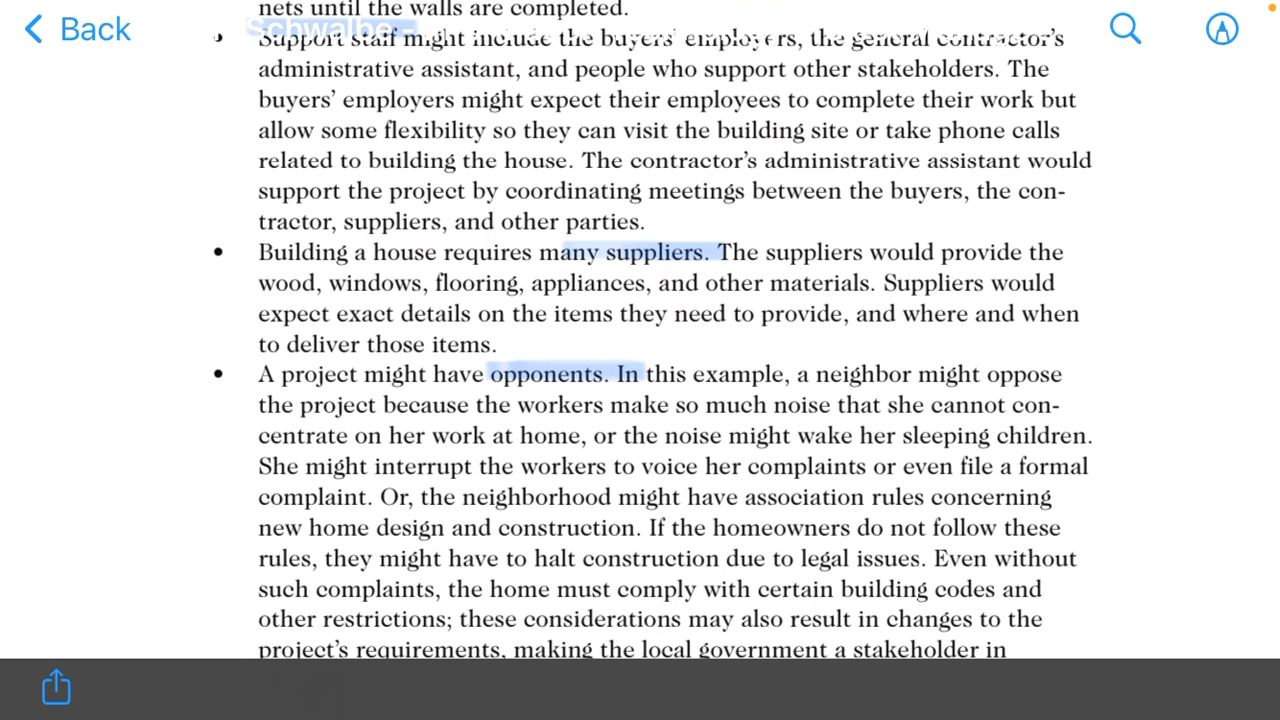 nets until the walls are completed.
Back
Schwalbe -
• Support staff might include the buyers' employers, the general contractor's
administrative assistant, and people who support other stakeholders. The
buyers' employers might expect their employees to complete their work but
allow some flexibility so they can visit the building site or take phone calls
related to building the house. The contractor's administrative assistant would
support the project by coordinating meetings between the buyers, the con-
tractor, suppliers, and other parties.
• Building a house requires many suppliers. The suppliers would provide the
wood, windows, flooring, appliances, and other materials. Suppliers would
expect exact details on the items they need to provide, and where and when
to deliver those items.
• A project might have opponents. In this example, a neighbor might oppose
the project because the workers make so much noise that she cannot con-
centrate on her work at home, or the noise might wake her sleeping children.
She might interrupt the workers to voice her complaints or even file a formal
complaint. Or, the neighborhood might have association rules concerning
new home design and construction. If the homeowners do not follow these
rules, they might have to halt construction due to legal issues. Even without
such complaints, the home must comply with certain building codes and
other restrictions; these considerations may also result in changes to the
project's requirements, making the local government a stakeholder in